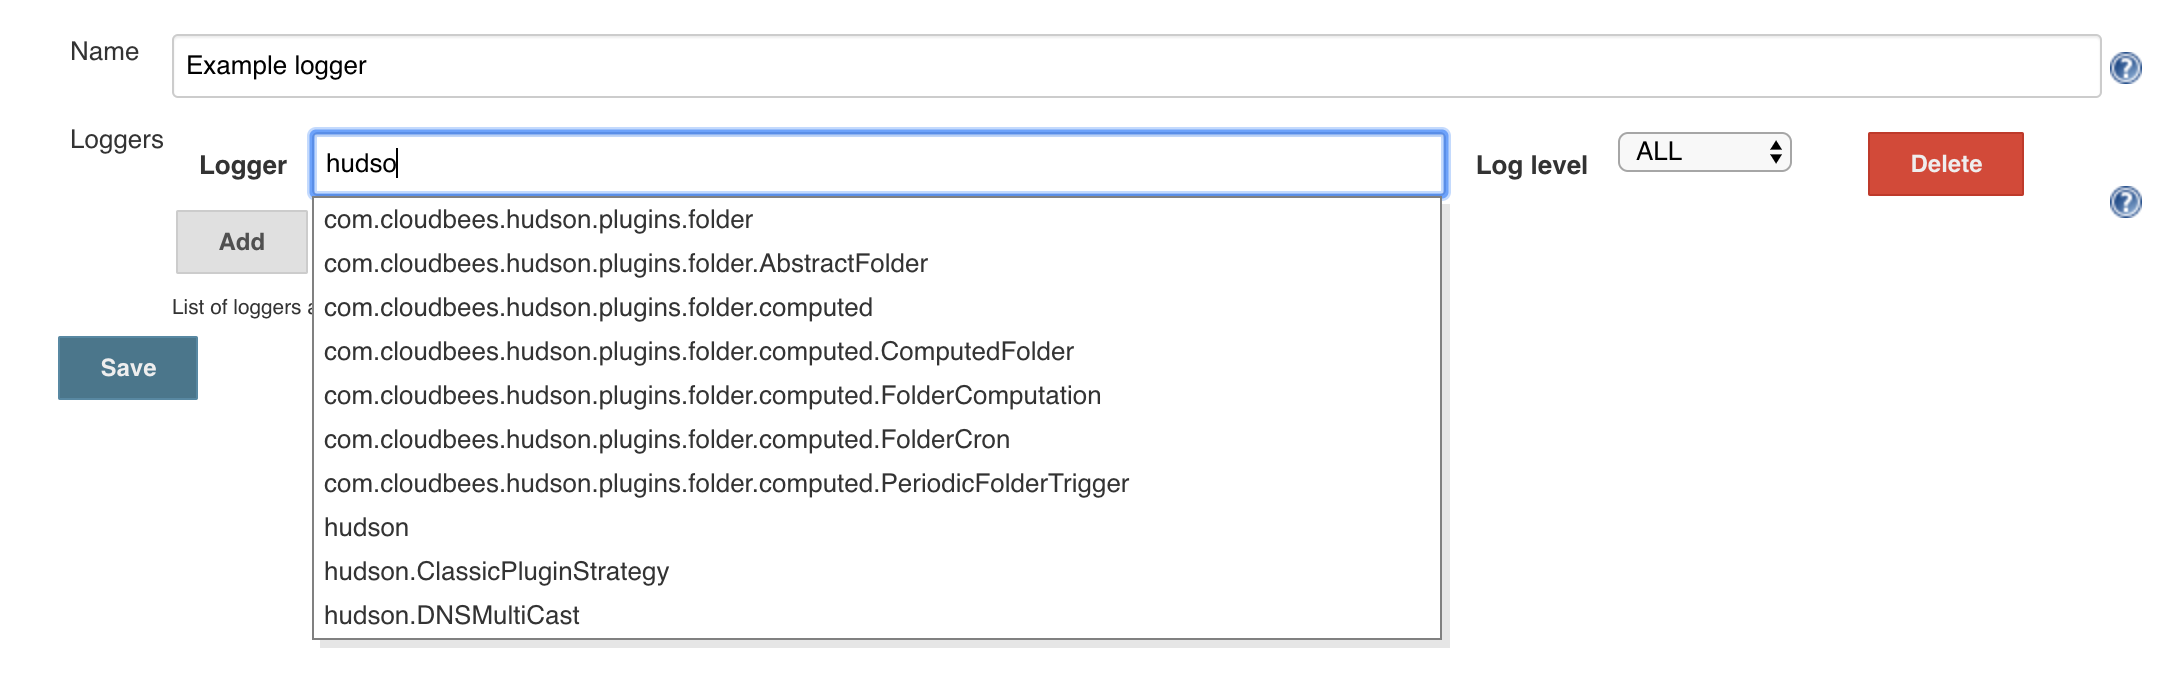 Name
Example logger
Loggers
Logger
hudso
Log level
ALL
Delete
Add
List of loggers
Save
com.cloudbees.hudson.plugins.folder
com.cloudbees.hudson.plugins.folder.AbstractFolder
com.cloudbees.hudson.plugins.folder.computed
com.cloudbees.hudson.plugins.folder.computed.ComputedFolder
com.cloudbees.hudson.plugins.folder.computed.FolderComputation
com.cloudbees.hudson.plugins.folder.computed.FolderCron
com.cloudbees.hudson.plugins.folder.computed.PeriodicFolderTrigger
hudson
hudson.ClassicPluginStrategy
hudson.DNSMultiCast